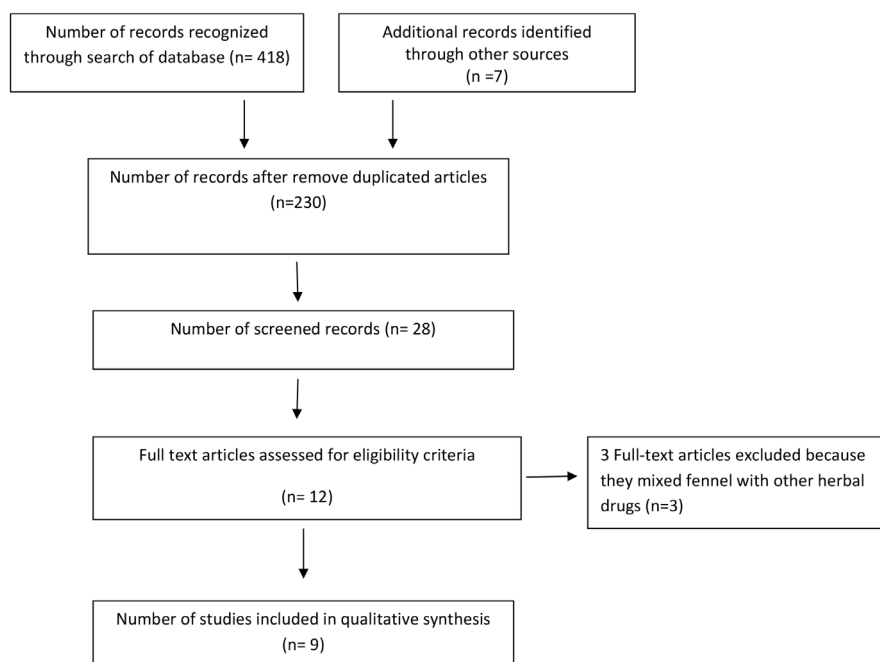 Number of records recognized
through search of database (n= 418)
Additional records identified
through other sources
(n =7)
Number of records after remove duplicated articles
(n=230)
Number of screened records (n= 28)
Full text articles assessed for eligibility criteria
(n= 12)
3 Full-text articles excluded because
they mixed fennel with other herbal
drugs (n=3)
Number of studies included in qualitative synthesis
(n= 9)